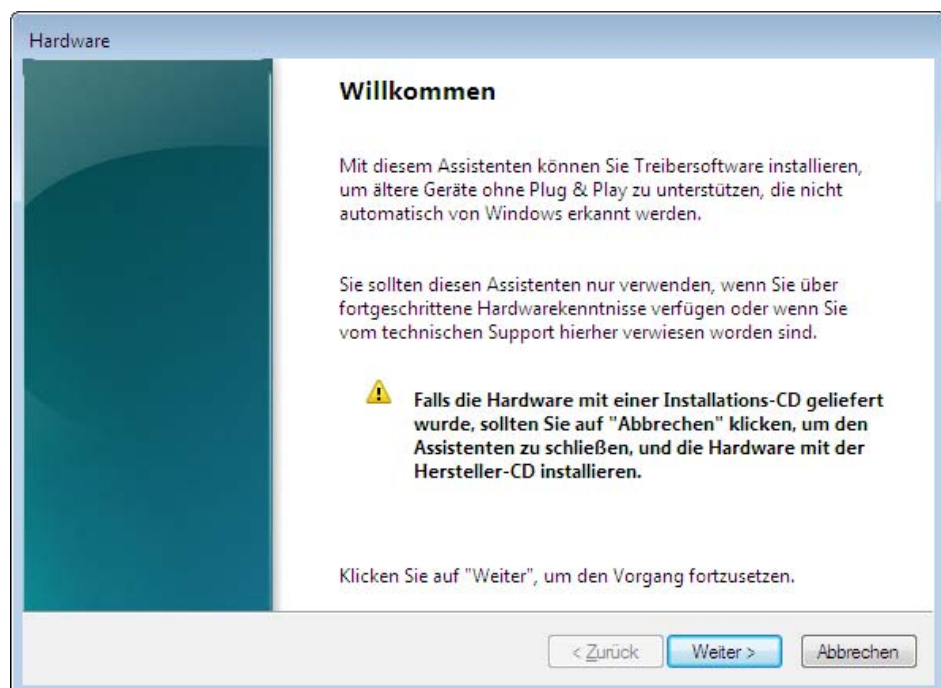 Hardware
Willkommen
Mit diesem Assistenten können Sie Treibersoftware installieren,
um ältere Geräte ohne Plug & Play zu unterstützen, die nicht
automatisch von Windows erkannt werden.
Sie sollten diesen Assistenten nur verwenden, wenn Sie über
fortgeschrittene Hardwarekenntnisse verfügen oder wenn Sie
vom technischen Support hierher verwiesen worden sind.
Falls die Hardware mit einer Installations-CD geliefert
wurde, sollten Sie auf "Abbrechen" klicken, um den
Assistenten zu schließen, und die Hardware mit der
Hersteller-CD installieren.
Klicken Sie auf "Weiter", um den Vorgang fortzusetzen.
< Zurück Weiter > Abbrechen